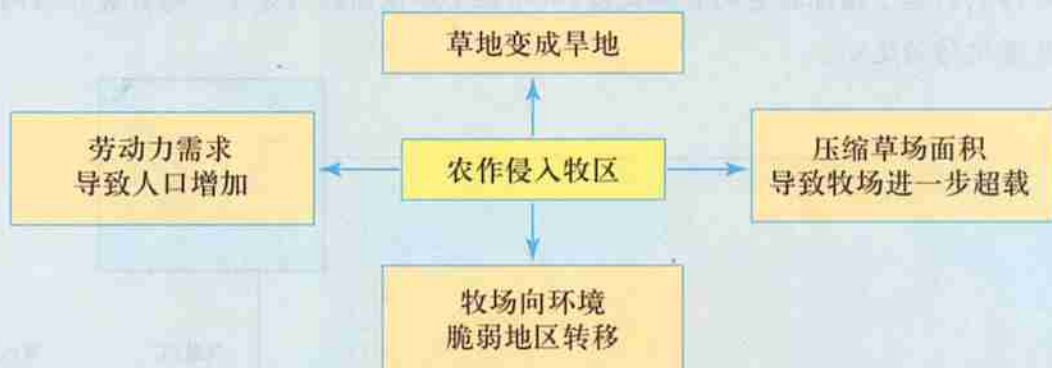 草地变成旱地
劳动力需求
导致人口增加
农作侵入牧区
压缩草场面积
导致牧场进一步超载
牧场向环境
脆弱地区转移